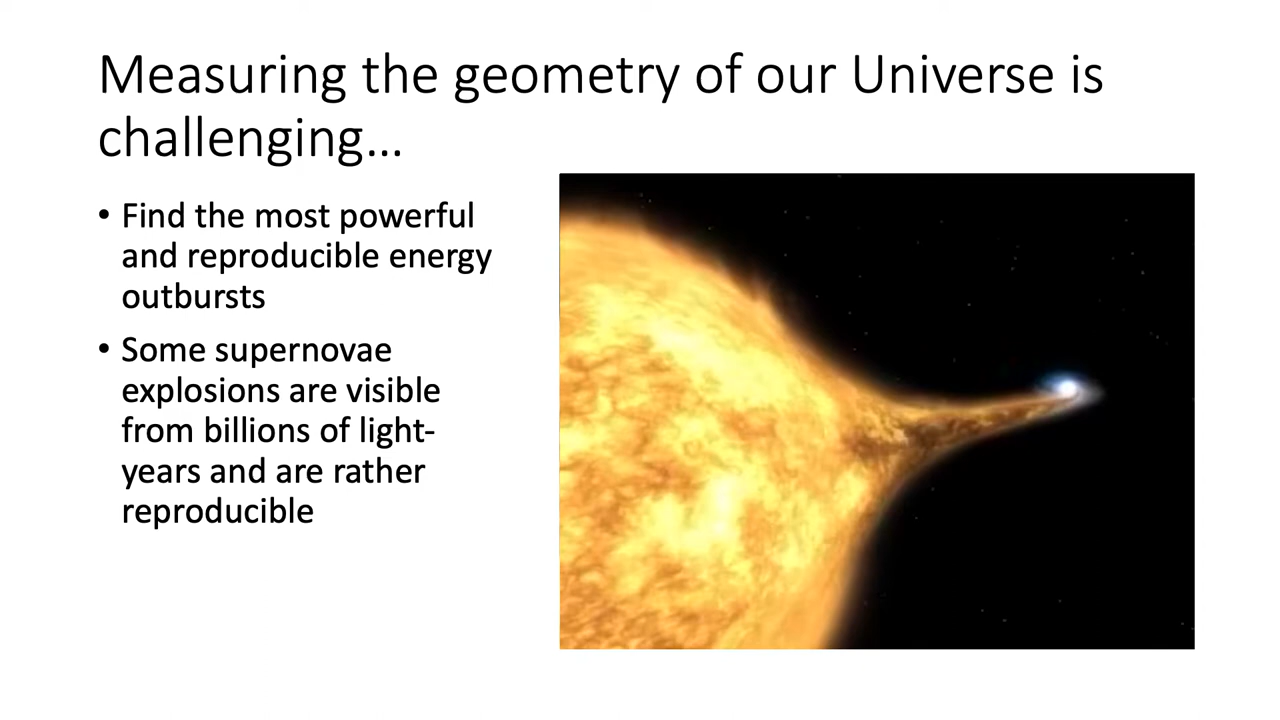 Measuring the geometry of our Universe is
challenging…
• Find the most powerful
and reproducible energy
outbursts
• Some supernovae
explosions are visible
from billions of light-
years and are rather
reproducible